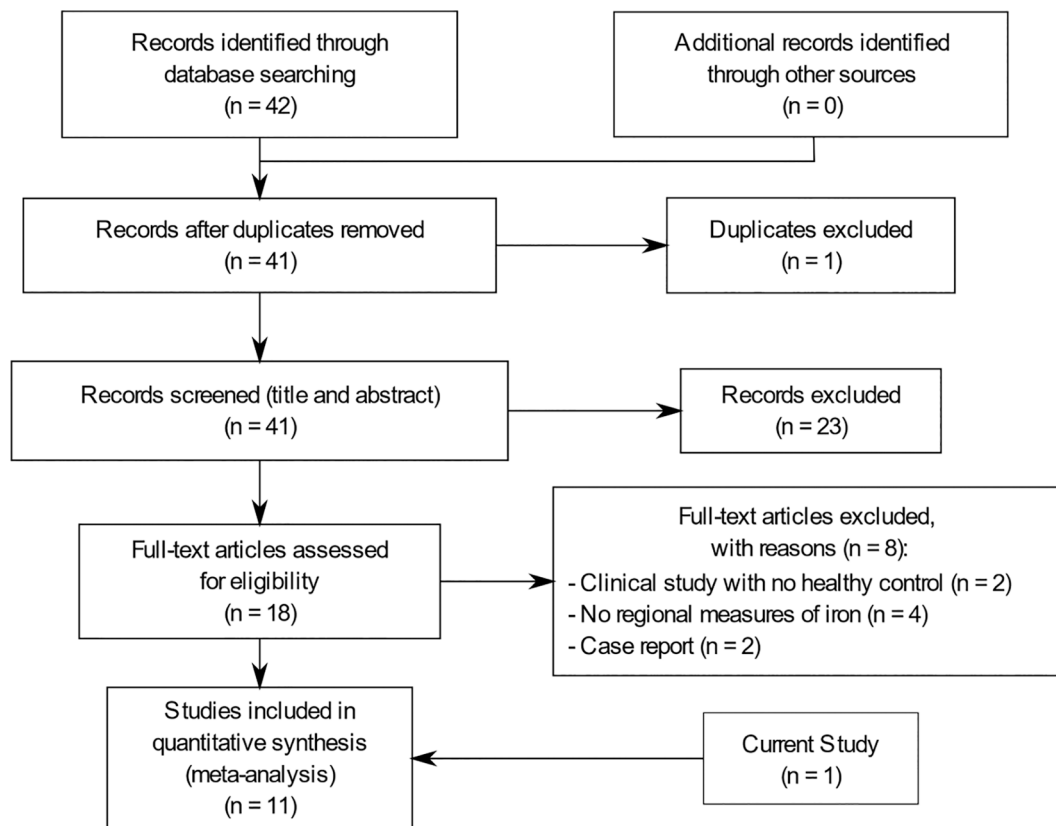 Records identified through
database searching
(n = 42)
Additional records identified
through other sources
(n = 0)
Records after duplicates removed
(n = 41)
Duplicates excluded
(n = 1)
Records screened (title and abstract)
(n = 41)
Records excluded
(n = 23)
Full-text articles assessed
for eligibility
(n = 18)
Full-text articles excluded,
with reasons (n = 8):
- Clinical study with no healthy control (n = 2)
- No regional measures of iron (n = 4)
- Case report (n = 2)
Studies included in
quantitative synthesis
(meta-analysis)
(n = 11)
Current Study
(n = 1)